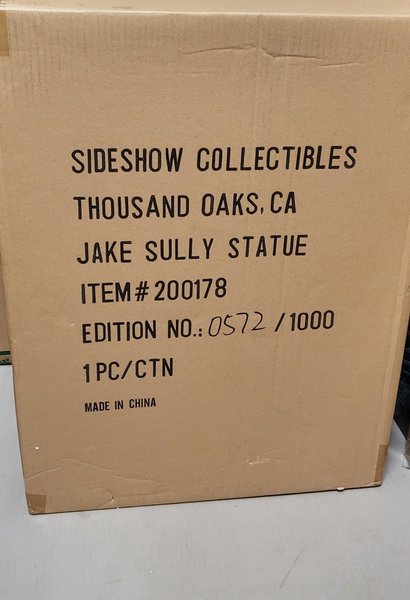 SIDESHOW COLLECTIBLES
THOUSAND OAKS, CA
JAKE SULLY STATUE
ITEM# 200178
EDITION NO.: 0572 / 1000
1 PC/CTN
MADE IN CHINA